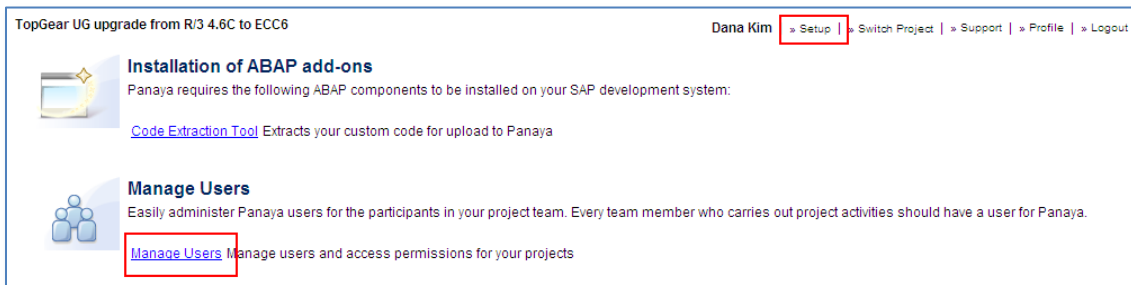 TopGear UG upgrade from R/3 4.6C to ECC6
Dana Kim » Setup | » Switch Project | » Support | » Profile | » Logout
Installation of ABAP add-ons
Panaya requires the following ABAP components to be installed on your SAP development system:
Code Extraction Tool Extracts your custom code for upload to Panaya
Manage Users
Easily administer Panaya users for the participants in your project team. Every team member who carries out project activities should have a user for Panaya.
Manage Users Manage users and access permissions for your projects